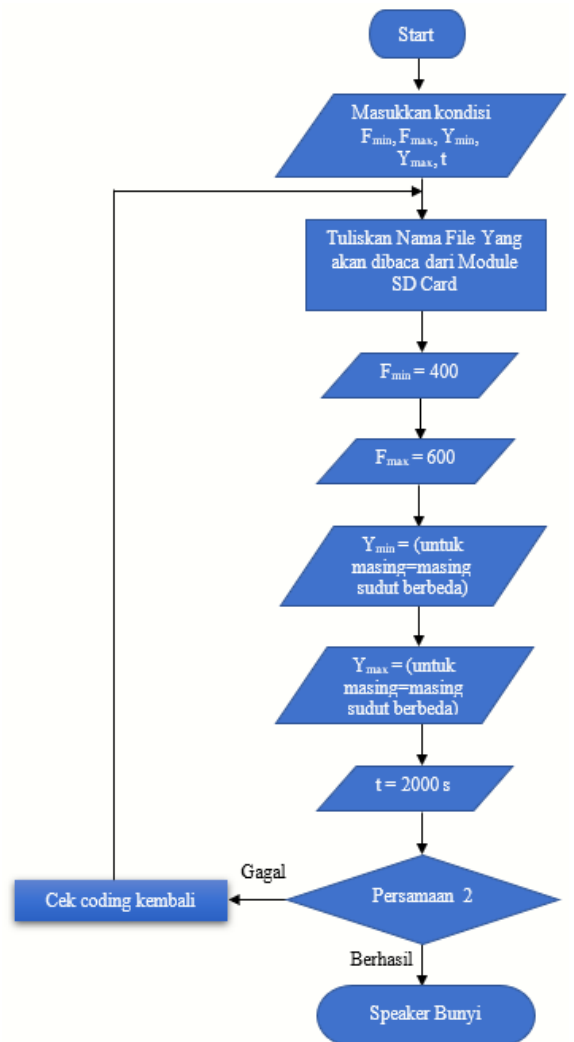 Start
Masukkan kondisi
Fmin, Fmax, Ymin,
Ymax, t
Tuliskan Nama File Yang
akan dibaca dari Module
SD Card
Fmin = 400
Fmax = 600
Ymin = (untuk
masing=masing
sudut berbeda)
Ymax = (untuk
masing=masing
sudut berbeda)
t = 2000 s
Gagal
Persamaan 2
Cek coding kembali
Berhasil
Speaker Bunyi